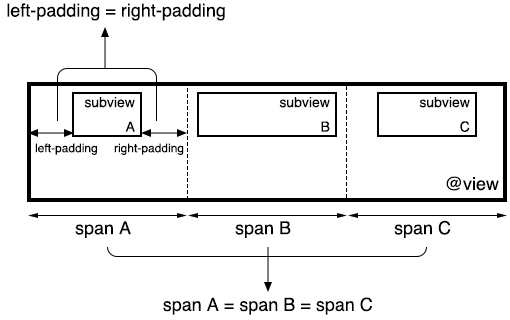 left-padding = right-padding
subview
A
subview
B
subview
C
left-padding
right-padding
@view
span A
span B
span C
span A = span B = span C